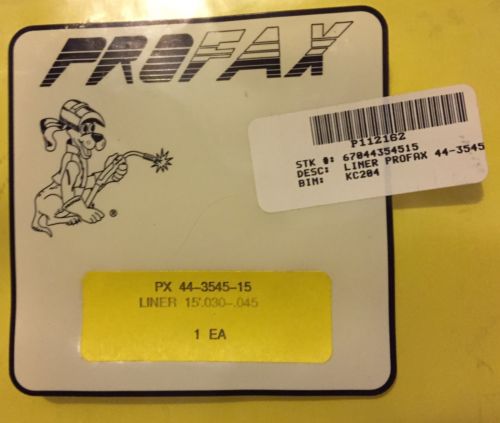 PROFAX
P112162
STK #: 67044354515
DESC: LINER PROFAX 44-3545
BIN: KC204
®
PX 44-3545-15
LINER 15'.030-.045
1 EA